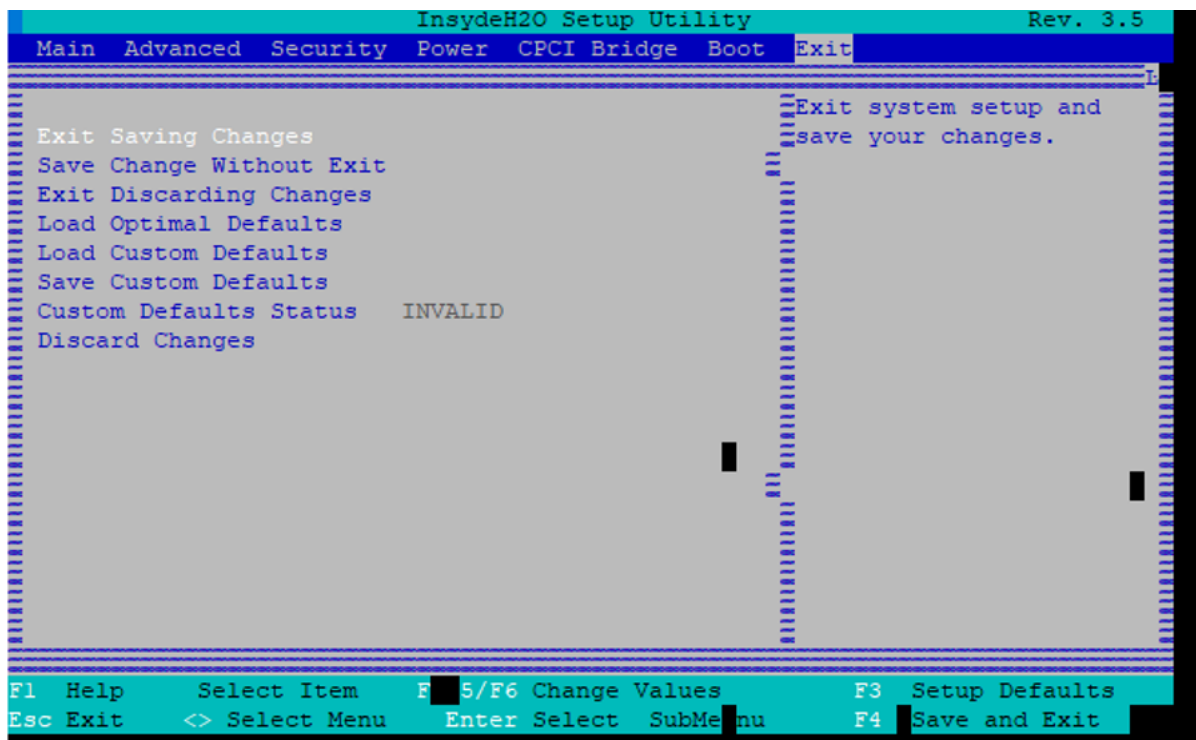 InsydeH2O Setup Utility Rev. 3.5
Main Advanced Security Power CPCI Bridge Boot Exit
Exit Saving Changes
Save Change Without Exit
Exit Discarding Changes
Load Optimal Defaults
Load Custom Defaults
Save Custom Defaults
Custom Defaults Status INVALID
Discard Changes
Exit system setup and
save your changes.
F1 Help Select Item F 5/F6 Change Values F3 Setup Defaults
Esc Exit <> Select Menu Enter Select SubMe nu F4 Save and Exit